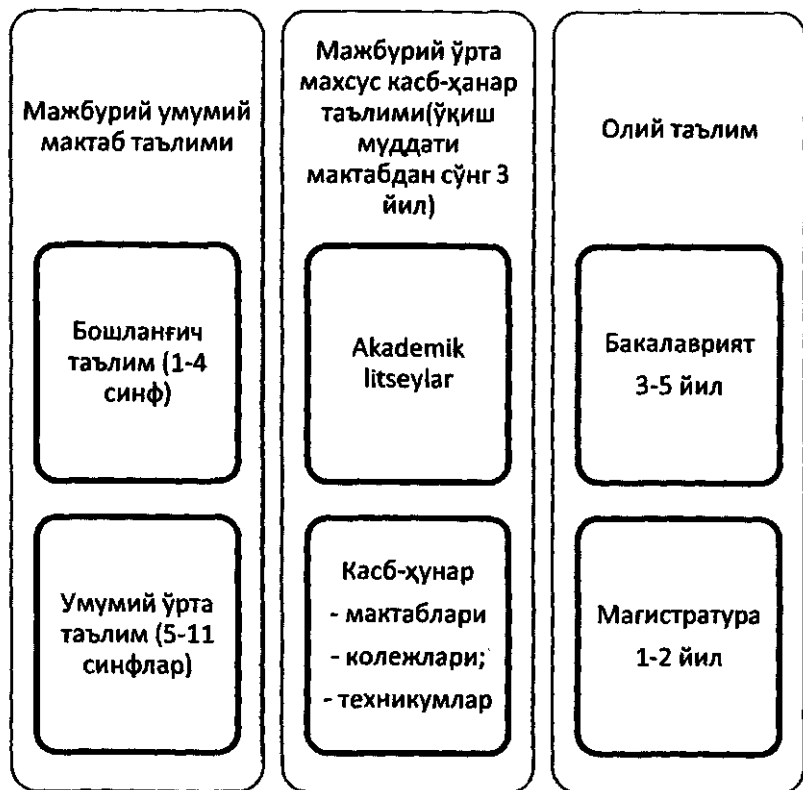 Мажбурий умумий
мактаб таълими
Бошланғич
таълим (1-4
синф)
Умумий ўрта
таълим (5-11
синфлар)
Мажбурий ўрта
махсус касб-ҳанар
таълими(ўқиш
муддати
мактабдан сўнг 3
йил)
Akademik
litseylar
Касб-ҳунар
- мактаблари
- колежлари;
- техникумлар
Олий таълим
Бакалаврият
3-5 йил
Магистратура
1-2 йил